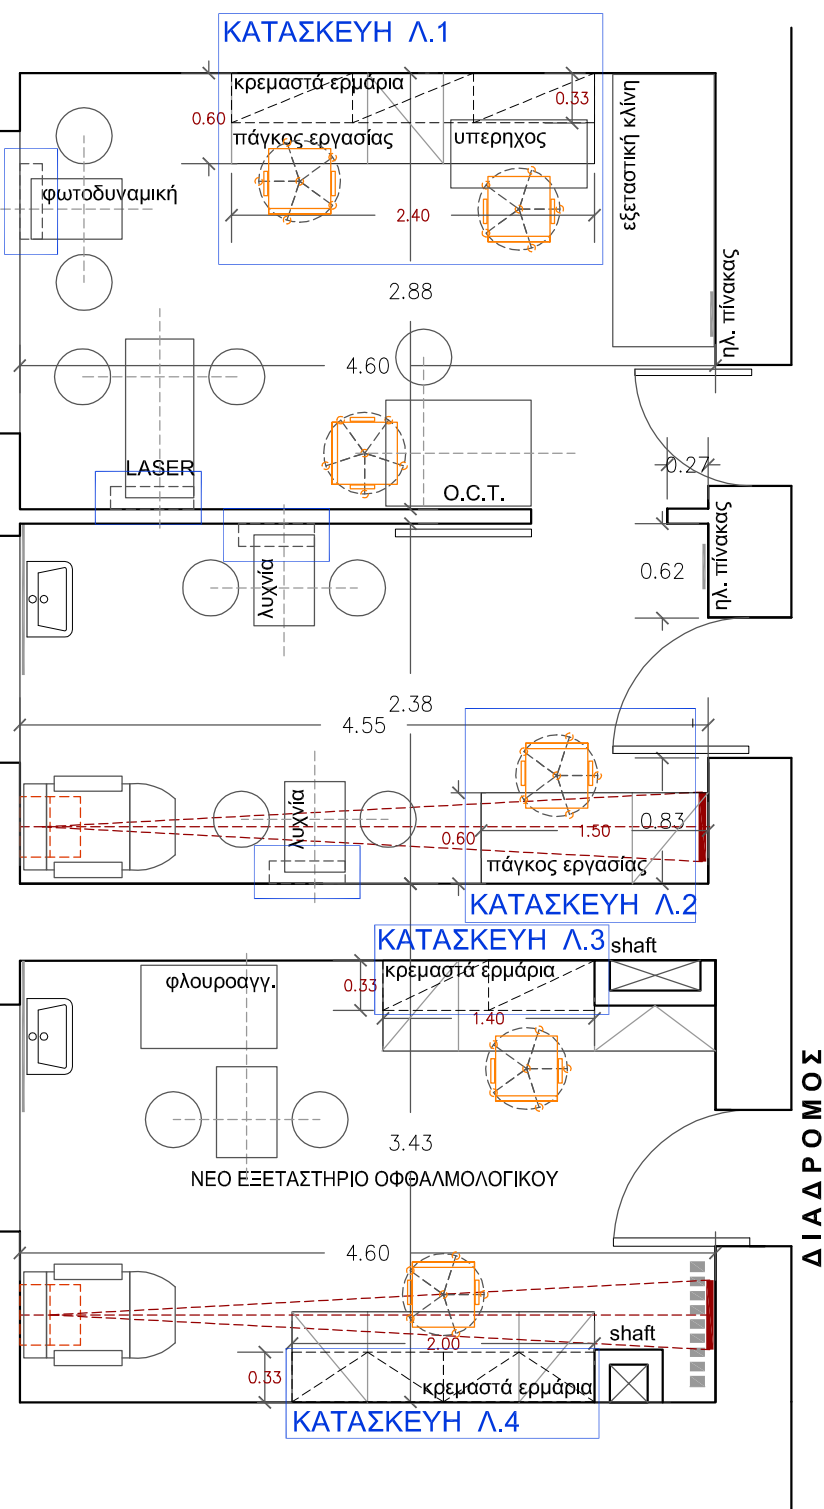 ΚΑΤΑΣΚΕΥΗ Λ.1
κρεμαστά ερμάρια
0.33
0.60
πάγκος εργασίας
υπερηχος
εξεταστική κλίνη
φωτοδυναμική
2.40
ηλ. πίνακας
2.88
4.60
LASER
0.27
O.C.T.
λυχνία
0.62
ηλ. πίνακας
2.38
4.55
λυχνία
0.60
1.50
0.83
πάγκος εργασίας
ΚΑΤΑΣΚΕΥΗ Λ.2
ΚΑΤΑΣΚΕΥΗ Λ.3
shaft
φλουροαγγ.
κρεμαστά ερμάρια
0.33
1.40
ΔΙΑΔΡΟΜΟΣ
3.43
ΝΕΟ ΕΞΕΤΑΣΤΗΡΙΟ ΟΦΘΑΛΜΟΛΟΓΙΚΟΥ
4.60
shaft
2.00
0.33
κρεμαστά ερμάρια
ΚΑΤΑΣΚΕΥΗ Λ.4